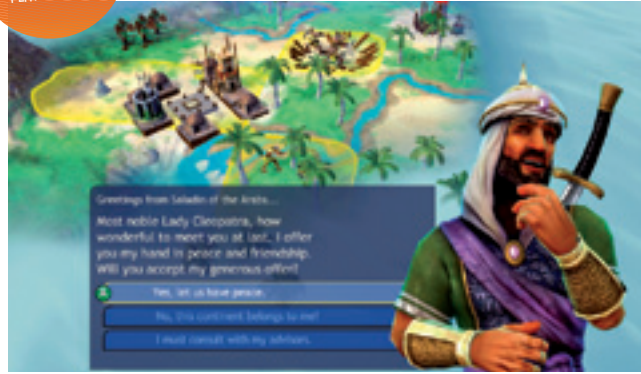 Greetings from Saladin of the Arabs...
Most noble Lady Cleopatra, how
wonderful to meet you at last. I offer
you my hand in peace and friendship.
Will you accept my generous offer?
Yes, let us have peace.
No, this continent belongs to me!
I must consult with my advisors.